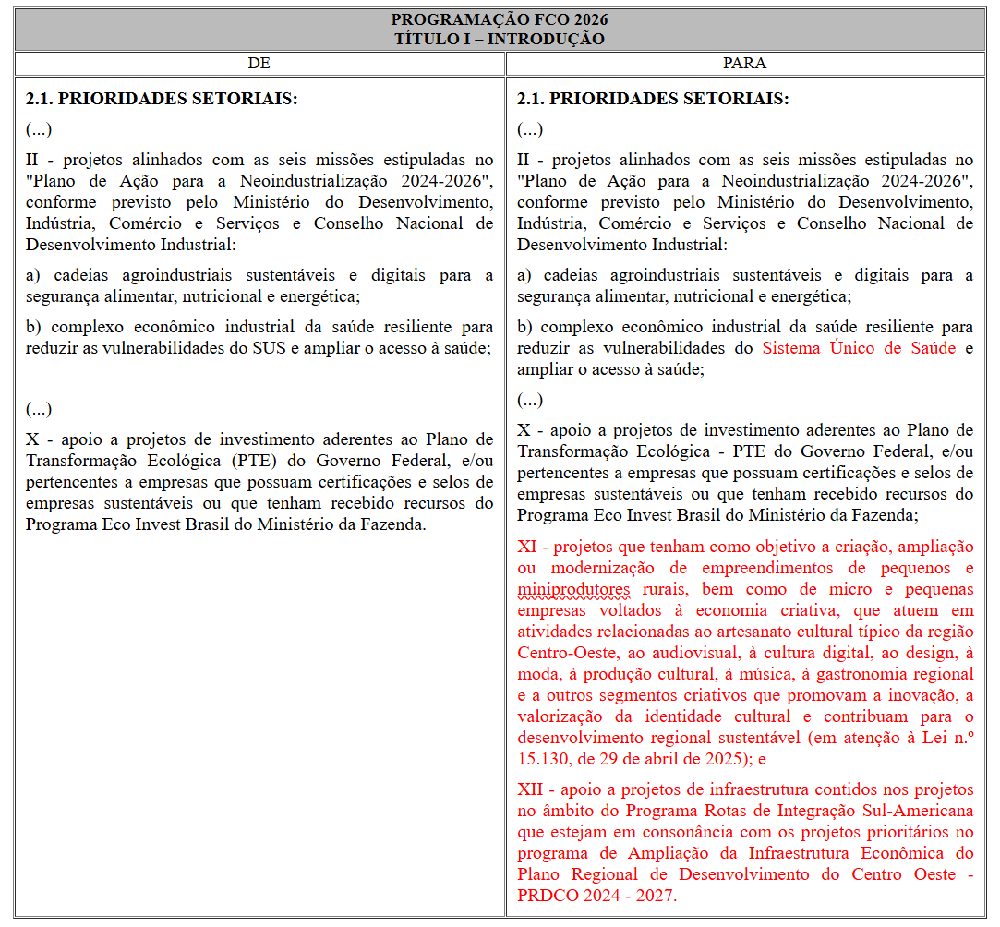 PROGRAMAÇÃO FCO 2026
TÍTULO I – INTRODUÇÃO
DE
PARA
2.1. PRIORIDADES SETORIAIS:
(...)
II - projetos alinhados com as seis missões estipuladas no
"Plano de Ação para a Neoindustrialização 2024-2026",
conforme previsto pelo Ministério do Desenvolvimento,
Indústria, Comércio e Serviços e Conselho Nacional de
Desenvolvimento Industrial:
a) cadeias agroindustriais sustentáveis e digitais para a
segurança alimentar, nutricional e energética;
b) complexo econômico industrial da saúde resiliente para
reduzir as vulnerabilidades do SUS e ampliar o acesso à saúde;
(...)
X - apoio a projetos de investimento aderentes ao Plano de
Transformação Ecológica (PTE) do Governo Federal, e/ou
pertencentes a empresas que possuam certificações e selos de
empresas sustentáveis ou que tenham recebido recursos do
Programa Eco Invest Brasil do Ministério da Fazenda.
2.1. PRIORIDADES SETORIAIS:
(...)
II - projetos alinhados com as seis missões estipuladas no
"Plano de Ação para a Neoindustrialização 2024-2026",
conforme previsto pelo Ministério do Desenvolvimento,
Indústria, Comércio e Serviços e Conselho Nacional de
Desenvolvimento Industrial:
a) cadeias agroindustriais sustentáveis e digitais para a
segurança alimentar, nutricional e energética;
b) complexo econômico industrial da saúde resiliente para
reduzir as vulnerabilidades do Sistema Único de Saúde e
ampliar o acesso à saúde;
(...)
X - apoio a projetos de investimento aderentes ao Plano de
Transformação Ecológica - PTE do Governo Federal, e/ou
pertencentes a empresas que possuam certificações e selos de
empresas sustentáveis ou que tenham recebido recursos do
Programa Eco Invest Brasil do Ministério da Fazenda;
XI - projetos que tenham como objetivo a criação, ampliação
ou modernização de empreendimentos de pequenos e
miniprodutores rurais, bem como de micro e pequenas
empresas voltados à economia criativa, que atuem em
atividades relacionadas ao artesanato cultural típico da região
Centro-Oeste, ao audiovisual, à cultura digital, ao design, à
moda, à produção cultural, à música, à gastronomia regional
e a outros segmentos criativos que promovam a inovação, a
valorização da identidade cultural e contribuam para o
desenvolvimento regional sustentável (em atenção à Lei n.º
15.130, de 29 de abril de 2025); e
XII - apoio a projetos de infraestrutura contidos nos projetos
no âmbito do Programa Rotas de Integração Sul-Americana
que estejam em consonância com os projetos prioritários no
programa de Ampliação da Infraestrutura Econômica do
Plano Regional de Desenvolvimento do Centro Oeste -
PRDCO 2024 - 2027.